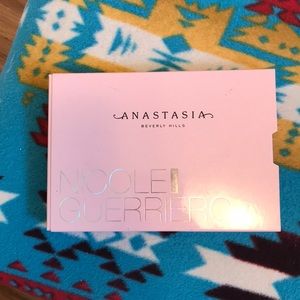 ANASTASIA
BEVERLY HILLS
NICOLE
GUERRIERO